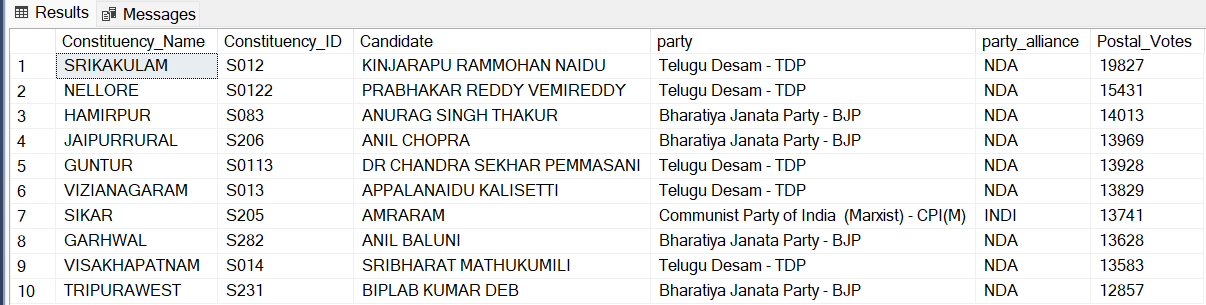 Results Messages
Constituency_Name Constituency_ID Candidate party party_alliance Postal_Votes
1 SRIKAKULAM S012 KINJARAPU RAMMOHAN NAIDU Telugu Desam - TDP NDA 19827
2 NELLORE S0122 PRABHAKAR REDDY VEMIREDDY Telugu Desam - TDP NDA 15431
3 HAMIRPUR S083 ANURAG SINGH THAKUR Bharatiya Janata Party - BJP NDA 14013
4 JAIPURRURAL S206 ANIL CHOPRA Bharatiya Janata Party - BJP NDA 13969
5 GUNTUR S0113 DR CHANDRA SEKHAR PEMMASANI Telugu Desam - TDP NDA 13928
6 VIZIANAGARAM S013 APPALANAIDU KALISETTI Telugu Desam - TDP NDA 13829
7 SIKAR S205 AMRARAM Communist Party of India  (Marxist) - CPI(M) INDI 13741
8 GARHWAL S282 ANIL BALUNI Bharatiya Janata Party - BJP NDA 13628
9 VISAKHAPATNAM S014 SRIBHARAT MATHUKUMILI Telugu Desam - TDP NDA 13583
10 TRIPURAWEST S231 BIPLAB KUMAR DEB Bharatiya Janata Party - BJP NDA 12857